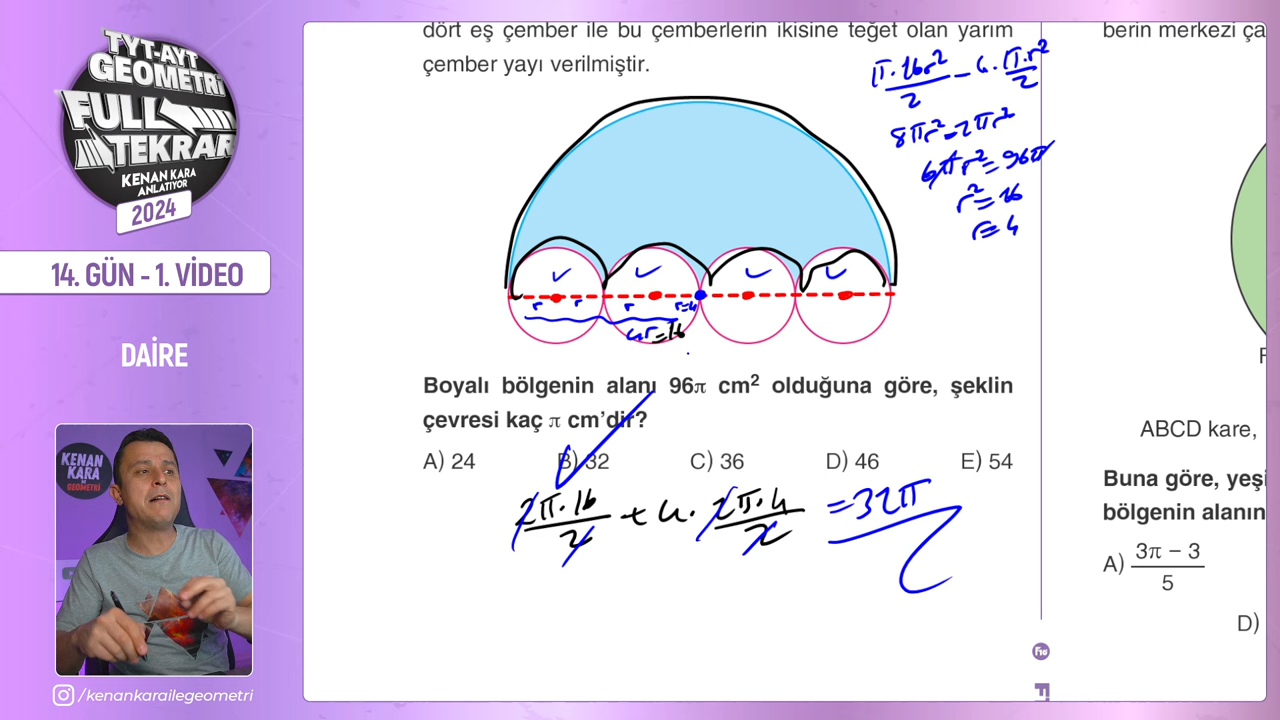 TYT-AYT
GEOMETRİ
FULL
TEKRAR
KENAN KARA
ANLATIYOR
2024
14. GÜN - 1. VİDEO
DAİRE
KENAN
KARA
GEOMETRİ
/kenankarailegeometri
dört eş çember ile bu çemberlerin ikisine teğet olan yarım
çember yayı verilmiştir.
π·16r²/2 - 4·π·r²/2
8πr²-2πr²
6πr²=96π
r²=16
r=4
r r r r=4
4r=16
Boyalı bölgenin alanı 96π cm² olduğuna göre, şeklin
çevresi kaç π cm'dir?
A) 24 B) 32 C) 36 D) 46 E) 54
2π·16/2 + 4·2π·4/2 =32π
berin merkezi ça
F
ABCD kare,
Buna göre, yeşi
bölgenin alanın
A) 3π − 3
5
D)